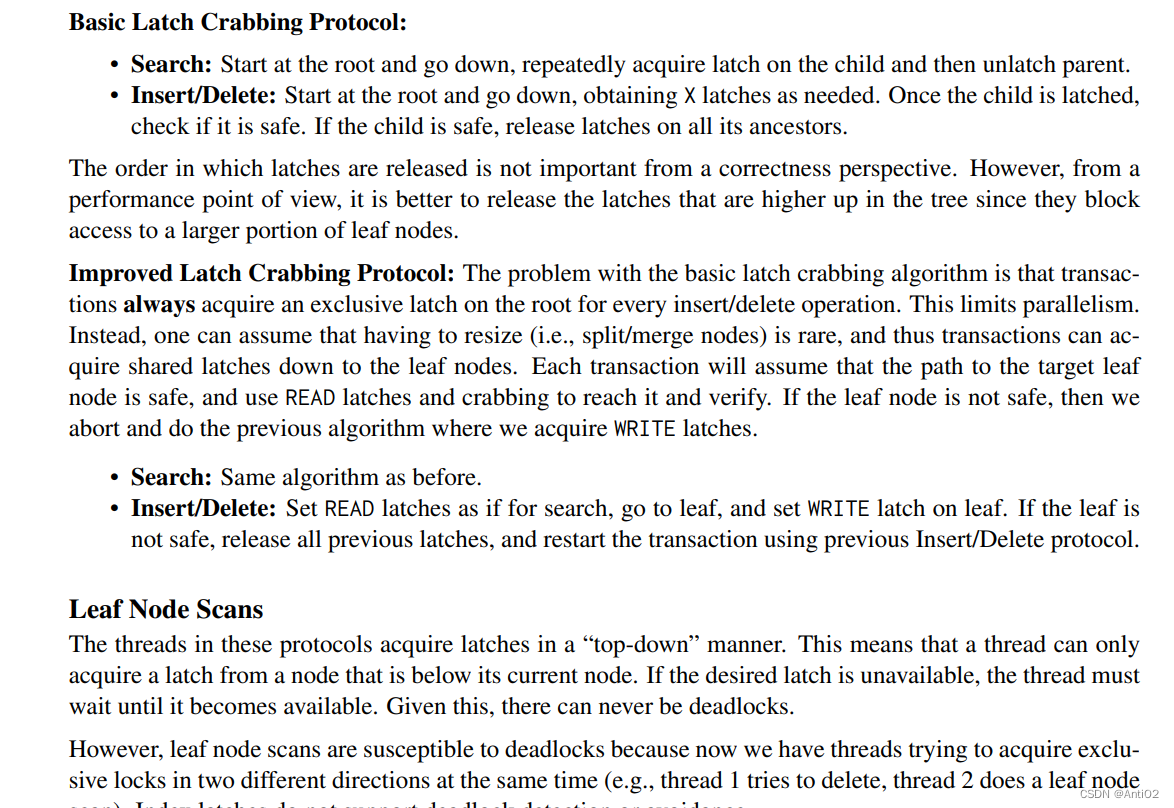 Basic Latch Crabbing Protocol:
• Search: Start at the root and go down, repeatedly acquire latch on the child and then unlatch parent.
• Insert/Delete: Start at the root and go down, obtaining X latches as needed. Once the child is latched,
check if it is safe. If the child is safe, release latches on all its ancestors.
The order in which latches are released is not important from a correctness perspective. However, from a
performance point of view, it is better to release the latches that are higher up in the tree since they block
access to a larger portion of leaf nodes.
Improved Latch Crabbing Protocol: The problem with the basic latch crabbing algorithm is that transac-
tions always acquire an exclusive latch on the root for every insert/delete operation. This limits parallelism.
Instead, one can assume that having to resize (i.e., split/merge nodes) is rare, and thus transactions can ac-
quire shared latches down to the leaf nodes. Each transaction will assume that the path to the target leaf
node is safe, and use READ latches and crabbing to reach it and verify. If the leaf node is not safe, then we
abort and do the previous algorithm where we acquire WRITE latches.
• Search: Same algorithm as before.
• Insert/Delete: Set READ latches as if for search, go to leaf, and set WRITE latch on leaf. If the leaf is
not safe, release all previous latches, and restart the transaction using previous Insert/Delete protocol.
Leaf Node Scans
The threads in these protocols acquire latches in a “top-down” manner. This means that a thread can only
acquire a latch from a node that is below its current node. If the desired latch is unavailable, the thread must
wait until it becomes available. Given this, there can never be deadlocks.
However, leaf node scans are susceptible to deadlocks because now we have threads trying to acquire exclu-
sive locks in two different directions at the same time (e.g., thread 1 tries to delete, thread 2 does a leaf node
CSDN @AntiO2